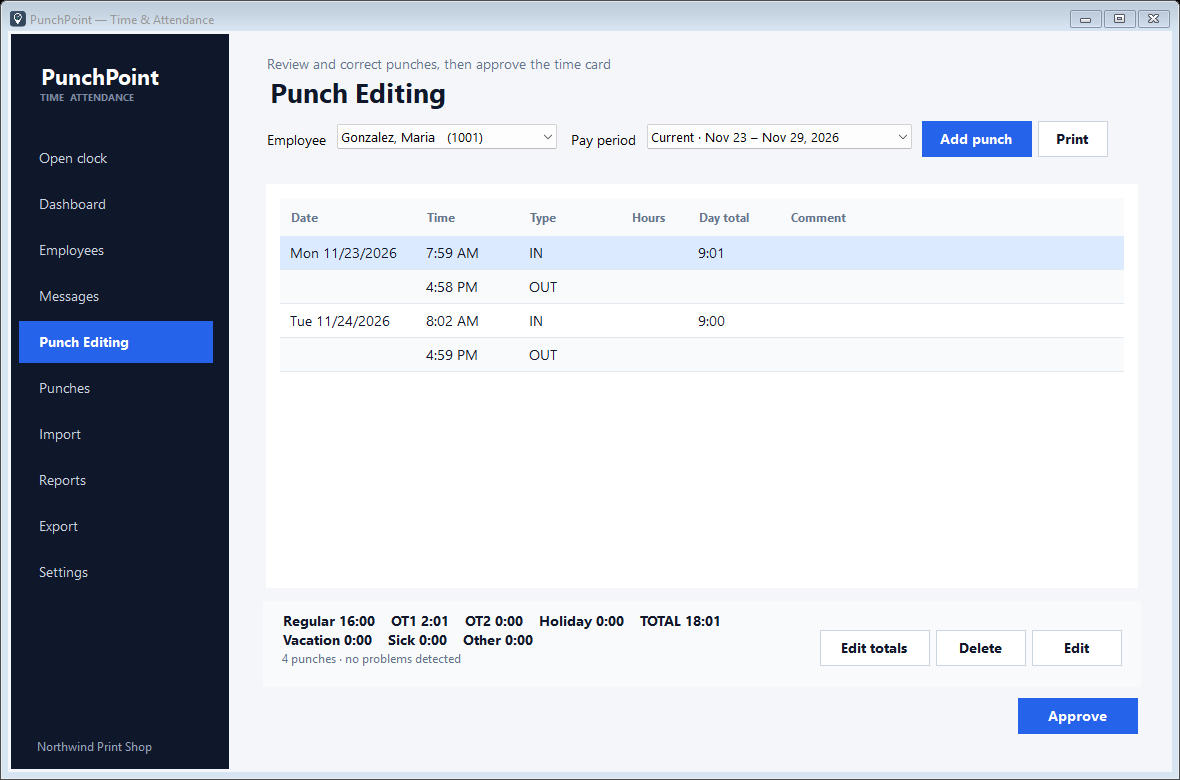 PunchPoint — Time & Attendance
PunchPoint
TIME ATTENDANCE
Open clock
Dashboard
Employees
Messages
Punch Editing
Punches
Import
Reports
Export
Settings
Northwind Print Shop
Review and correct punches, then approve the time card
Punch Editing
Employee Gonzalez, Maria (1001) Pay period Current · Nov 23 – Nov 29, 2026 Add punch Print
Date Time Type Hours Day total Comment
Mon 11/23/2026 7:59 AM IN 9:01
4:58 PM OUT
Tue 11/24/2026 8:02 AM IN 9:00
4:59 PM OUT
Regular 16:00 OT1 2:01 OT2 0:00 Holiday 0:00 TOTAL 18:01
Vacation 0:00 Sick 0:00 Other 0:00
4 punches · no problems detected
Edit totals Delete Edit
Approve